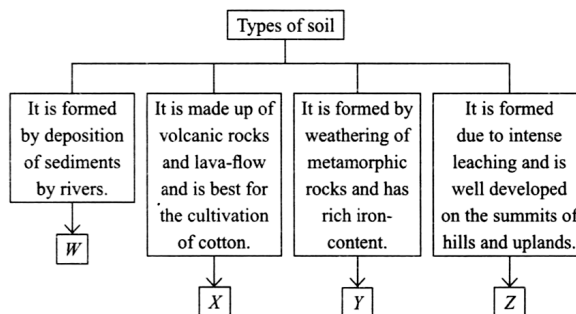 Types of soil
It is formed
by deposition
of sediments
by rivers.
W
It is made up of
volcanic rocks
and lava-flow
and is best for
the cultivation
of cotton.
X
It is formed by
weathering of
metamorphic
rocks and has
rich iron-
content.
Y
It is formed
due to intense
leaching and is
well developed
on the summits of
hills and uplands.
Z